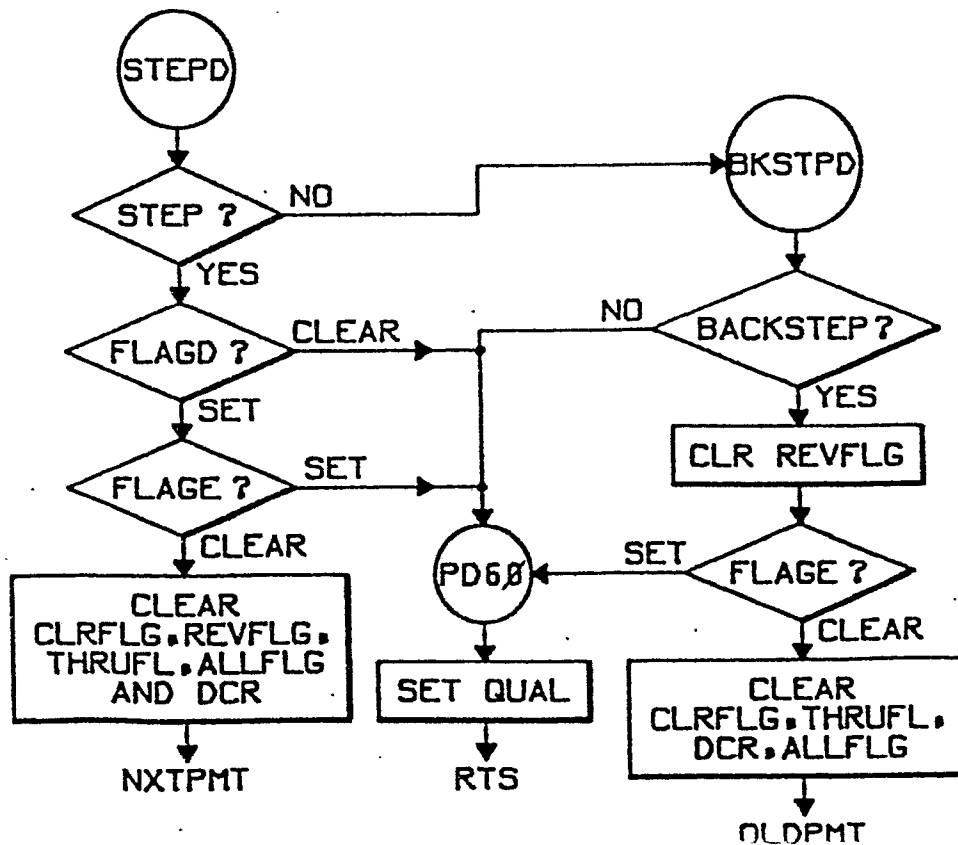 STEPD
BKSTPD
STEP ?
NO
YES
NO
BACKSTEP ?
FLAGD ?
CLEAR
YES
SET
CLR REVFLG
FLAGE ?
SET
CLEAR
SET
FLAGE ?
PD60
CLEAR
CLEAR
CLRFLG, REVFLG,
THRUFL, ALLFLG
AND DCR
SET QUAL
CLEAR
CLRFLG, THRUFL,
DCR, ALLFLG
NXTPMT
RTS
OLDPMT